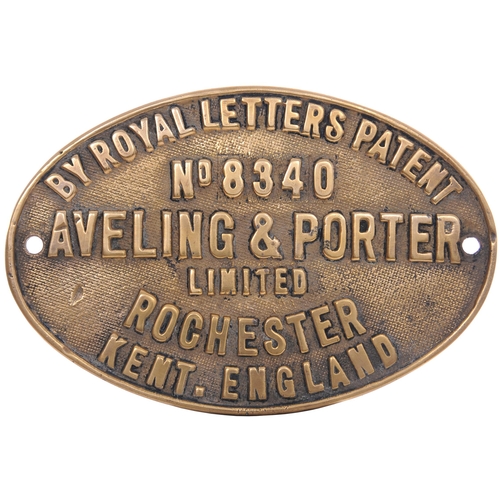 BY ROYAL LETTERS PATENT
NO 8340
AVELING & PORTER
LIMITED
ROCHESTER
KENT. ENGLAND